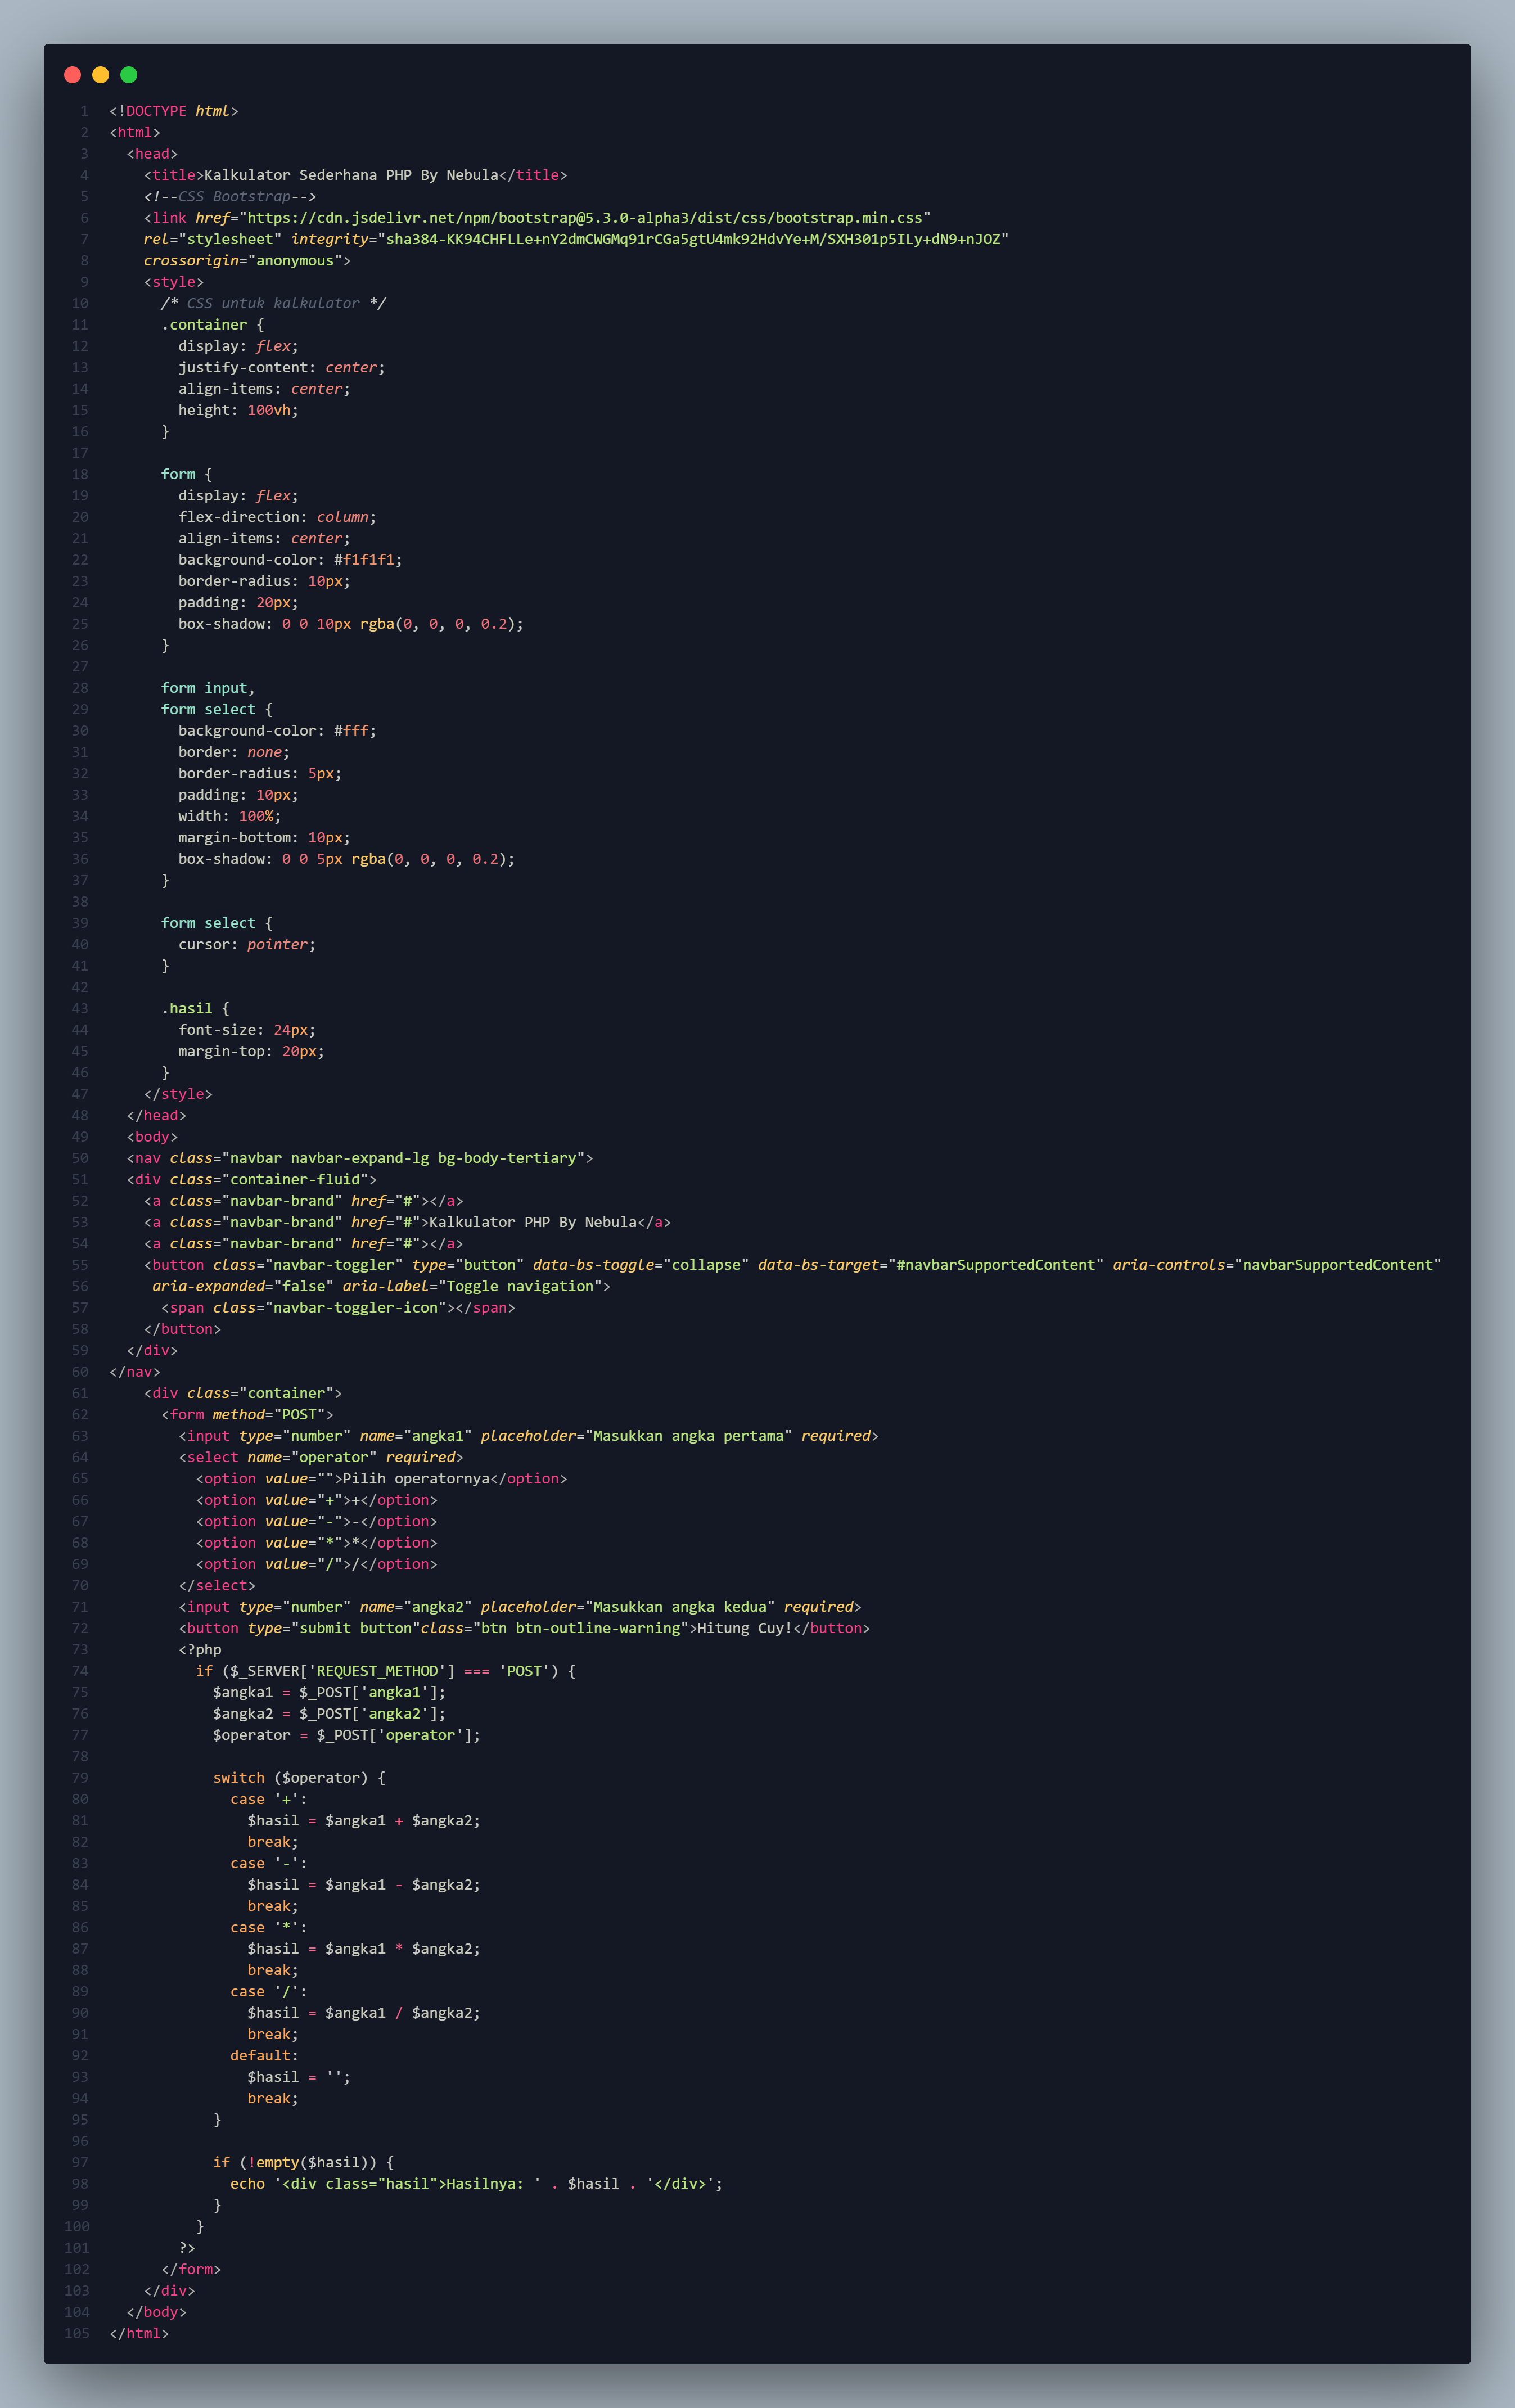 1 <!DOCTYPE html>
2 <html>
3   <head>
4     <title>Kalkulator Sederhana PHP By Nebula</title>
5     <!--CSS Bootstrap-->
6     <link href="https://cdn.jsdelivr.net/npm/bootstrap@5.3.0-alpha3/dist/css/bootstrap.min.css"
7     rel="stylesheet" integrity="sha384-KK94CHFLLe+nY2dmCWGMq91rCGa5gtU4mk92HdvYe+M/SXH301p5ILy+dN9+nJOZ"
8     crossorigin="anonymous">
9     <style>
10       /* CSS untuk kalkulator */
11       .container {
12         display: flex;
13         justify-content: center;
14         align-items: center;
15         height: 100vh;
16       }
17
18       form {
19         display: flex;
20         flex-direction: column;
21         align-items: center;
22         background-color: #f1f1f1;
23         border-radius: 10px;
24         padding: 20px;
25         box-shadow: 0 0 10px rgba(0, 0, 0, 0.2);
26       }
27
28       form input,
29       form select {
30         background-color: #fff;
31         border: none;
32         border-radius: 5px;
33         padding: 10px;
34         width: 100%;
35         margin-bottom: 10px;
36         box-shadow: 0 0 5px rgba(0, 0, 0, 0.2);
37       }
38
39       form select {
40         cursor: pointer;
41       }
42
43       .hasil {
44         font-size: 24px;
45         margin-top: 20px;
46       }
47     </style>
48   </head>
49   <body>
50   <nav class="navbar navbar-expand-lg bg-body-tertiary">
51   <div class="container-fluid">
52     <a class="navbar-brand" href="#"></a>
53     <a class="navbar-brand" href="#">Kalkulator PHP By Nebula</a>
54     <a class="navbar-brand" href="#"></a>
55     <button class="navbar-toggler" type="button" data-bs-toggle="collapse" data-bs-target="#navbarSupportedContent" aria-controls="navbarSupportedContent"
56      aria-expanded="false" aria-label="Toggle navigation">
57       <span class="navbar-toggler-icon"></span>
58     </button>
59   </div>
60 </nav>
61     <div class="container">
62       <form method="POST">
63         <input type="number" name="angka1" placeholder="Masukkan angka pertama" required>
64         <select name="operator" required>
65           <option value="">Pilih operatornya</option>
66           <option value="+">+</option>
67           <option value="-">-</option>
68           <option value="*">*</option>
69           <option value="/">/</option>
70         </select>
71         <input type="number" name="angka2" placeholder="Masukkan angka kedua" required>
72         <button type="submit button"class="btn btn-outline-warning">Hitung Cuy!</button>
73         <?php
74           if ($_SERVER['REQUEST_METHOD'] === 'POST') {
75             $angka1 = $_POST['angka1'];
76             $angka2 = $_POST['angka2'];
77             $operator = $_POST['operator'];
78
79             switch ($operator) {
80               case '+':
81                 $hasil = $angka1 + $angka2;
82                 break;
83               case '-':
84                 $hasil = $angka1 - $angka2;
85                 break;
86               case '*':
87                 $hasil = $angka1 * $angka2;
88                 break;
89               case '/':
90                 $hasil = $angka1 / $angka2;
91                 break;
92               default:
93                 $hasil = '';
94                 break;
95             }
96
97             if (!empty($hasil)) {
98               echo '<div class="hasil">Hasilnya: ' . $hasil . '</div>';
99             }
100           }
101         ?>
102       </form>
103     </div>
104   </body>
105 </html>